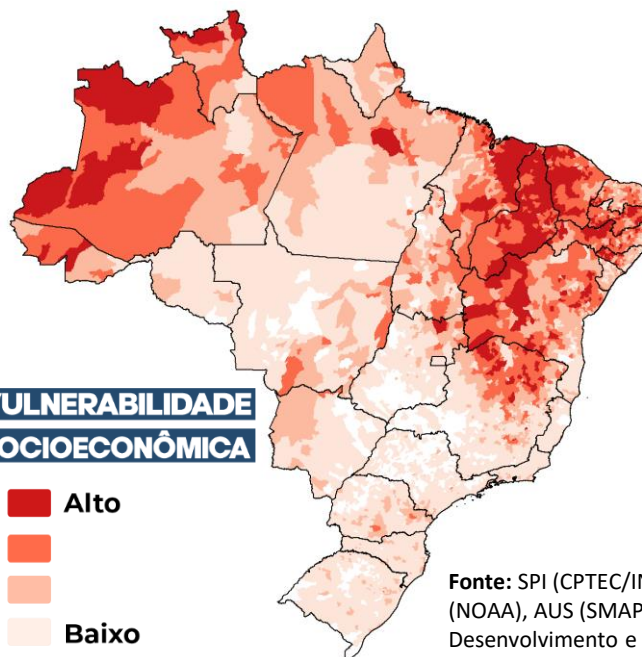 VULNERABILIDADE
SOCIOECONÔMICA
Alto
Baixo
Fonte: SPI (CPTEC/IN
(NOAA), AUS (SMAP
Desenvolvimento e